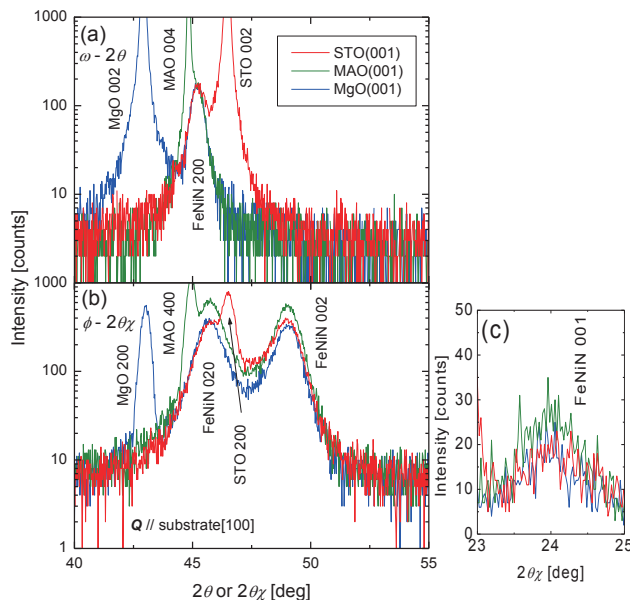 (a)
ω - 2θ
MgO 002
MAO 004
STO 002
STO(001)
MAO(001)
MgO(001)
FeNiN 200
1000
100
10
1000
Intensity [counts]
(b)
ϕ - 2θχ
MgO 200
MAO 400
FeNiN 020
STO 200
FeNiN 002
100
10
1
Q // substrate[100]
40 45 50 55
2θ or 2θχ [deg]
(c)
FeNiN 001
Intensity [counts]
50
40
30
20
10
0
23 24 25
2θχ [deg]